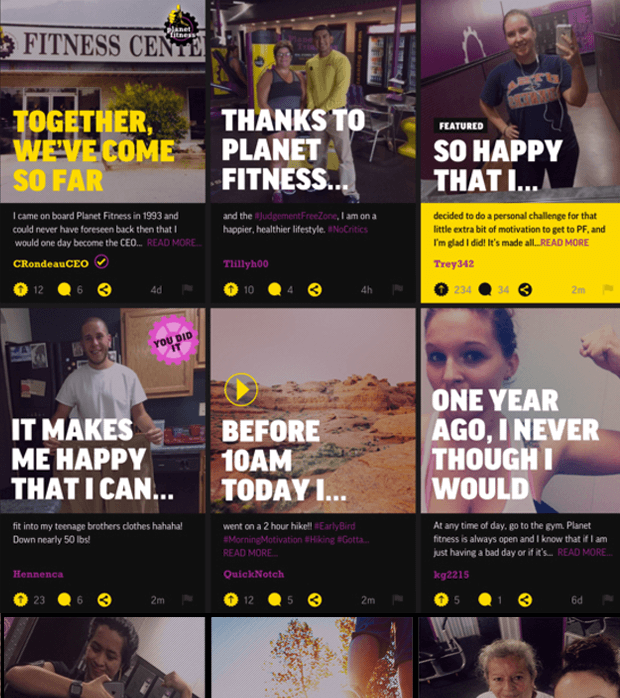 planet
fitness
FITNESS CENTE
TOGETHER,
WE'VE COME
SO FAR
I came on board Planet Fitness in 1993 and
could never have foreseen back then that I
would one day become the CEO... READ MORE...
CRondeauCEO
12 6 4d
THANKS TO
PLANET
FITNESS...
and the #JudgementFreeZone, I am on a
happier, healthier lifestyle. #NoCritics
Tlillyh00
10 4 4h
FEATURED
SO HAPPY
THAT I...
decided to do a personal challenge for that
little extra bit of motivation to get to PF, and
I'm glad I did! It's made all...READ MORE
Trey342
234 34 2m
YOU DID
IT
IT MAKES
ME HAPPY
THAT I CAN...
fit into my teenage brothers clothes hahaha!
Down nearly 50 lbs!
Hennenca
23 6 2m
BEFORE
10AM
TODAY I...
went on a 2 hour hike!! #EarlyBird
#MorningMotivation #Hiking #Gotta...
READ MORE...
QuickNotch
12 5 2m
ONE YEAR
AGO, I NEVER
THOUGH I
WOULD
At any time of day, go to the gym. Planet
fitness is always open and I know that if I am
just having a bad day or if it's... READ MORE...
kg2215
5 1 6d